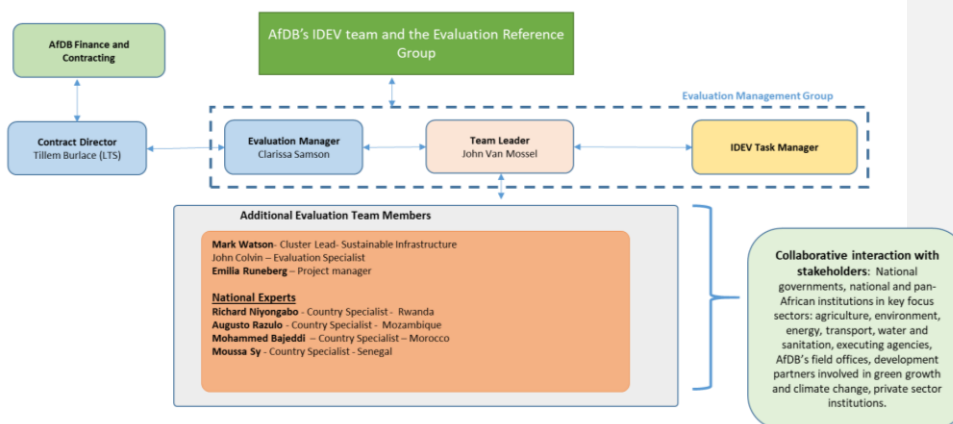 AfDB's IDEV team and the Evaluation Reference
Group
AfDB Finance and
Contracting
Evaluation Management Group
Contract Director
Tillem Burlace (LTS)
Evaluation Manager
Clarissa Samson
Team Leader
John Van Mossel
IDEV Task Manager
Additional Evaluation Team Members
Mark Watson- Cluster Lead- Sustainable Infrastructure
John Colvin – Evaluation Specialist
Emilia Runeberg – Project manager
National Experts
Richard Niyongabo - Country Specialist - Rwanda
Augusto Razulo - Country Specialist - Mozambique
Mohammed Bajeddi – Country Specialist – Morocco
Moussa Sy - Country Specialist - Senegal
Collaborative interaction with
stakeholders: National
governments, national and pan-
African institutions in key focus
sectors: agriculture, environment,
energy, transport, water and
sanitation, executing agencies,
AfDB's field offices, development
partners involved in green growth
and climate change, private sector
institutions.